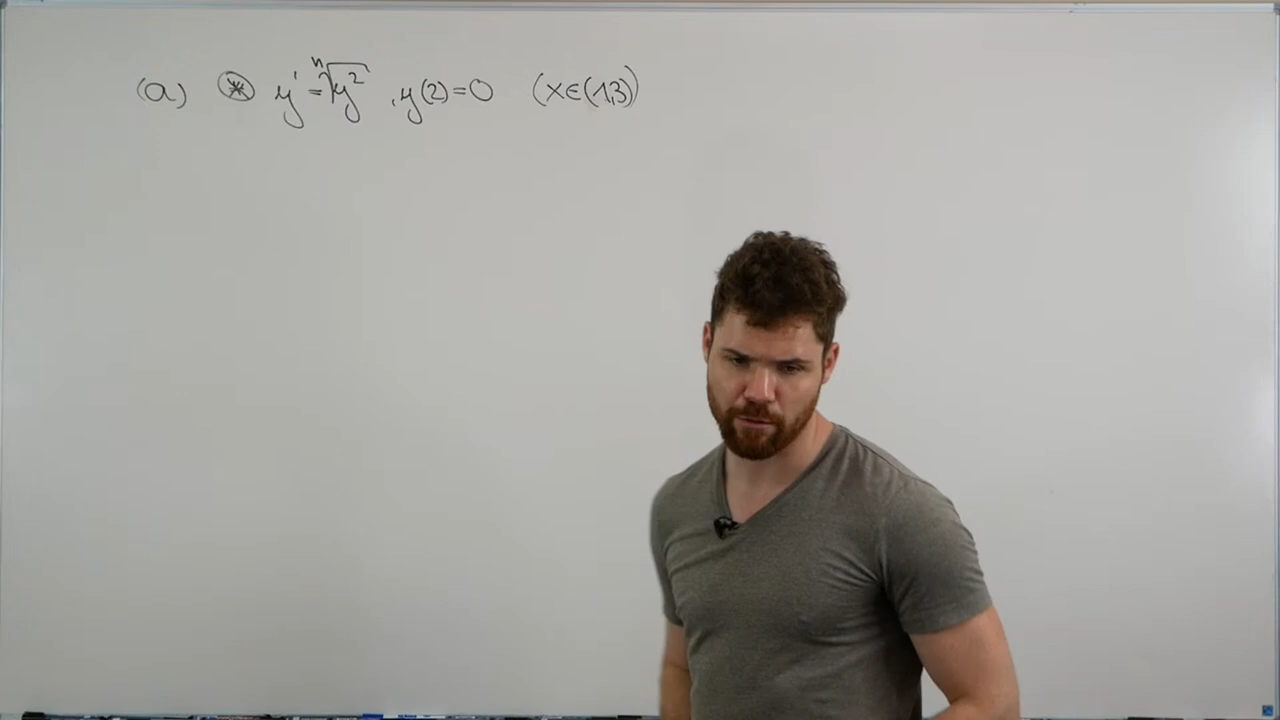 (a) ⊛ y' = ⁿ√y² , y(2)=0 (x∈(1,3))